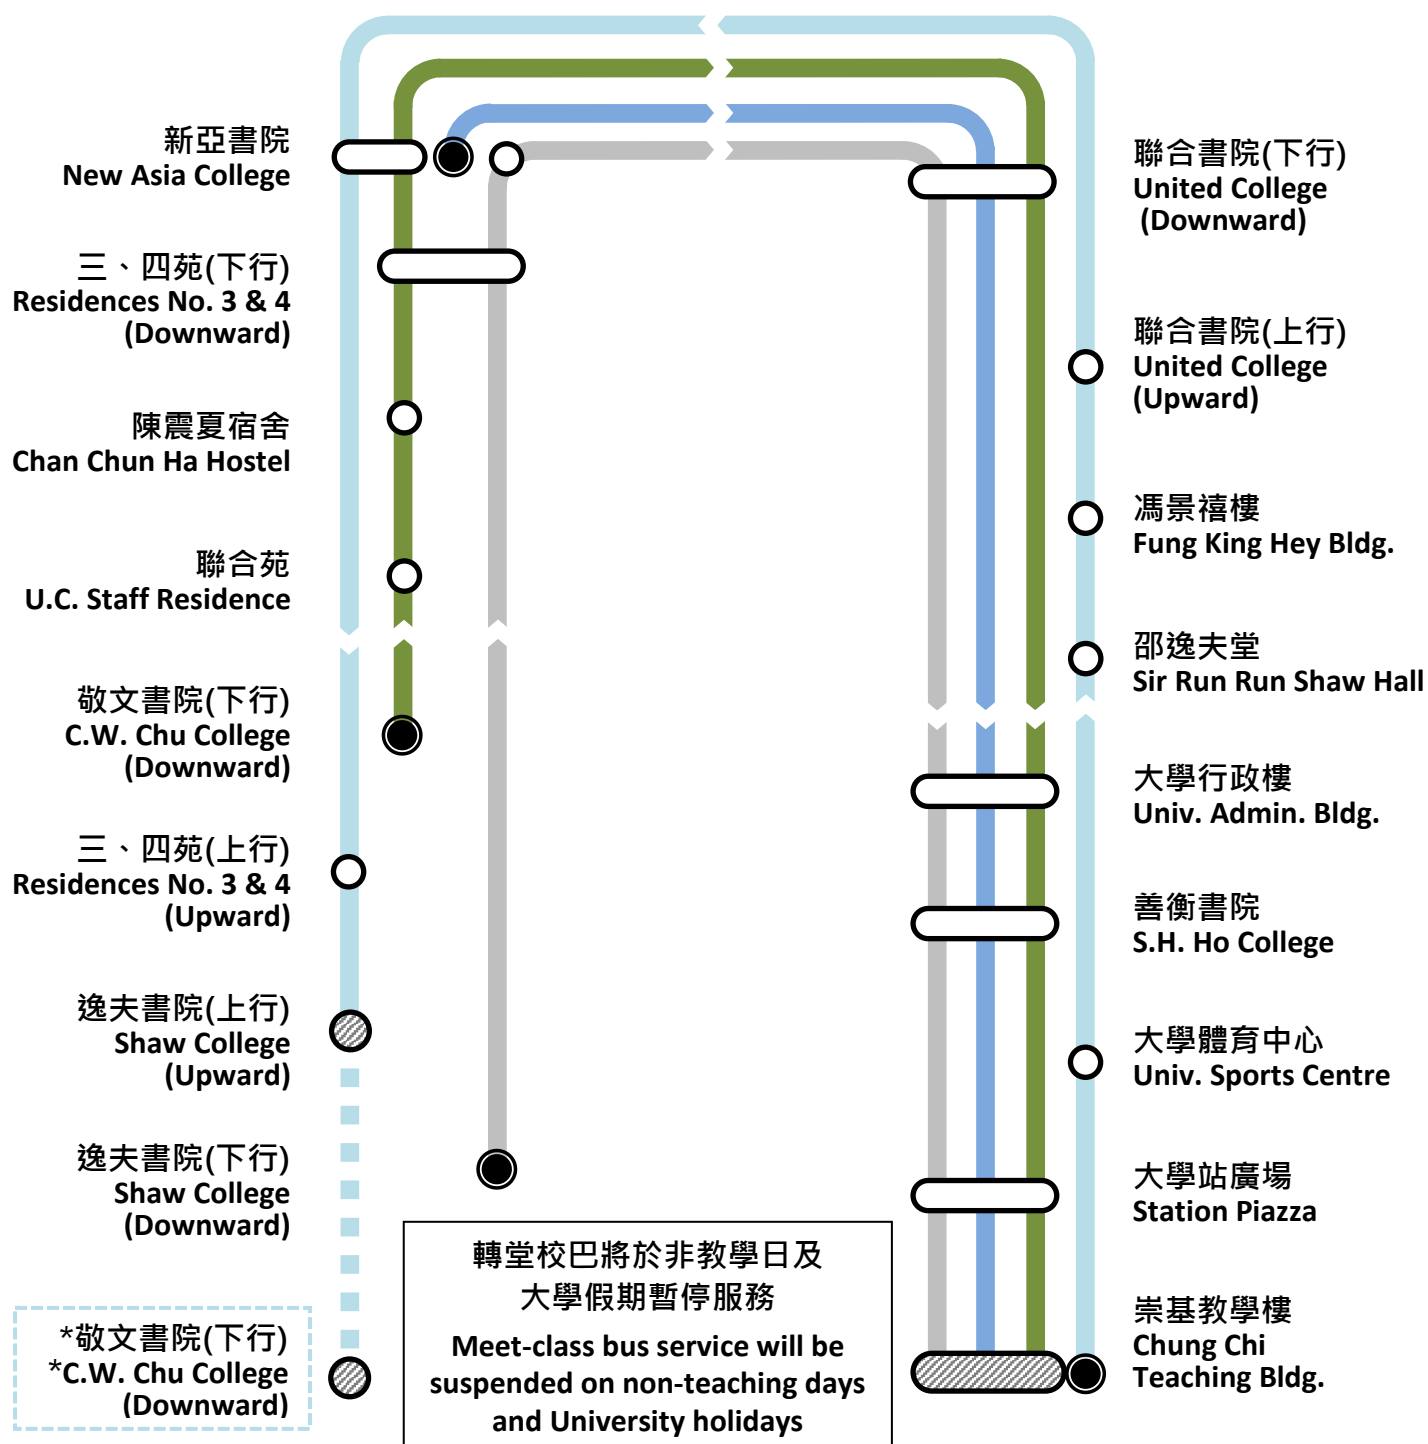 新亞書院
New Asia College
三、四苑(下行)
Residences No. 3 & 4
(Downward)
陳震夏宿舍
Chan Chun Ha Hostel
聯合苑
U.C. Staff Residence
敬文書院(下行)
C.W. Chu College
(Downward)
三、四苑(上行)
Residences No. 3 & 4
(Upward)
逸夫書院(上行)
Shaw College
(Upward)
逸夫書院(下行)
Shaw College
(Downward)
*敬文書院(下行)
*C.W. Chu College
(Downward)
轉堂校巴將於非教學日及
大學假期暫停服務
Meet-class bus service will be
suspended on non-teaching days
and University holidays
聯合書院(下行)
United College
(Downward)
聯合書院(上行)
United College
(Upward)
馮景禧樓
Fung King Hey Bldg.
邵逸夫堂
Sir Run Run Shaw Hall
大學行政樓
Univ. Admin. Bldg.
善衡書院
S.H. Ho College
大學體育中心
Univ. Sports Centre
大學站廣場
Station Piazza
崇基教學樓
Chung Chi
Teaching Bldg.